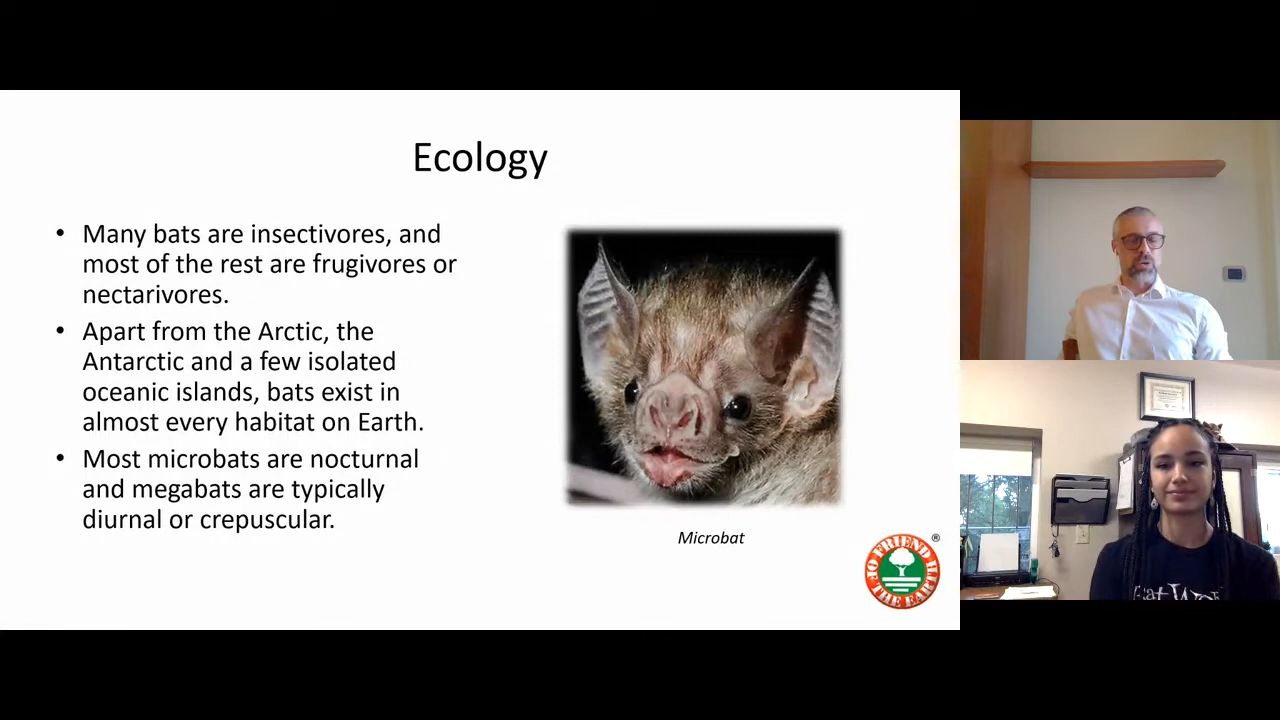 Ecology
• Many bats are insectivores, and
most of the rest are frugivores or
nectarivores.
• Apart from the Arctic, the
Antarctic and a few isolated
oceanic islands, bats exist in
almost every habitat on Earth.
• Most microbats are nocturnal
and megabats are typically
diurnal or crepuscular.
Microbat
FRIEND OF THE EARTH ®